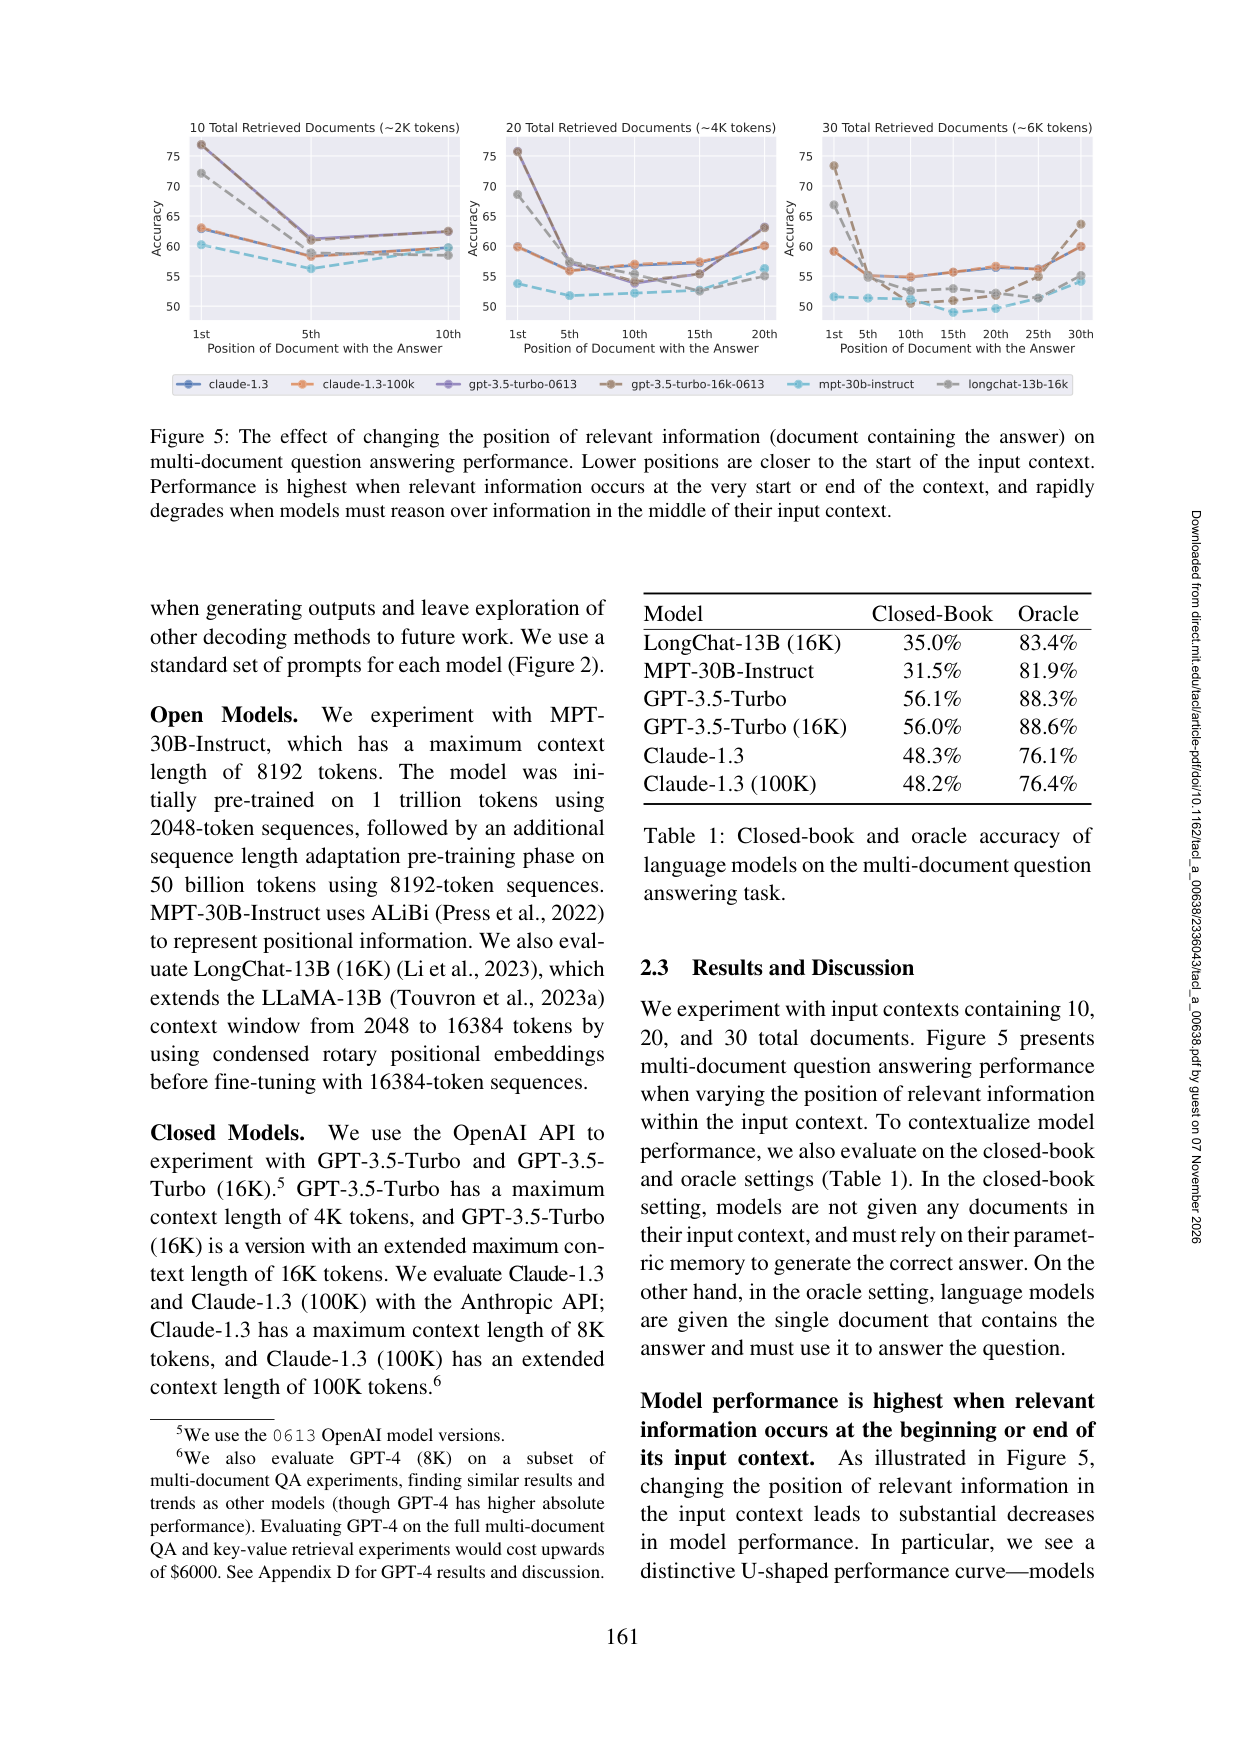 10 Total Retrieved Documents (~2K tokens)
75
70
65
60
55
50
Accuracy
1st 5th 10th
Position of Document with the Answer
20 Total Retrieved Documents (~4K tokens)
75
70
65
60
55
50
Accuracy
1st 5th 10th 15th 20th
Position of Document with the Answer
30 Total Retrieved Documents (~6K tokens)
75
70
65
60
55
50
Accuracy
1st 5th 10th 15th 20th 25th 30th
Position of Document with the Answer
claude-1.3 claude-1.3-100k gpt-3.5-turbo-0613 gpt-3.5-turbo-16k-0613 mpt-30b-instruct longchat-13b-16k
Figure 5: The effect of changing the position of relevant information (document containing the answer) on
multi-document question answering performance. Lower positions are closer to the start of the input context.
Performance is highest when relevant information occurs at the very start or end of the context, and rapidly
degrades when models must reason over information in the middle of their input context.
when generating outputs and leave exploration of
other decoding methods to future work. We use a
standard set of prompts for each model (Figure 2).
Open Models. We experiment with MPT-
30B-Instruct, which has a maximum context
length of 8192 tokens. The model was ini-
tially pre-trained on 1 trillion tokens using
2048-token sequences, followed by an additional
sequence length adaptation pre-training phase on
50 billion tokens using 8192-token sequences.
MPT-30B-Instruct uses ALiBi (Press et al., 2022)
to represent positional information. We also eval-
uate LongChat-13B (16K) (Li et al., 2023), which
extends the LLaMA-13B (Touvron et al., 2023a)
context window from 2048 to 16384 tokens by
using condensed rotary positional embeddings
before fine-tuning with 16384-token sequences.
Closed Models. We use the OpenAI API to
experiment with GPT-3.5-Turbo and GPT-3.5-
Turbo (16K).5 GPT-3.5-Turbo has a maximum
context length of 4K tokens, and GPT-3.5-Turbo
(16K) is a version with an extended maximum con-
text length of 16K tokens. We evaluate Claude-1.3
and Claude-1.3 (100K) with the Anthropic API;
Claude-1.3 has a maximum context length of 8K
tokens, and Claude-1.3 (100K) has an extended
context length of 100K tokens.6
5We use the 0613 OpenAI model versions.
6We also evaluate GPT-4 (8K) on a subset of
multi-document QA experiments, finding similar results and
trends as other models (though GPT-4 has higher absolute
performance). Evaluating GPT-4 on the full multi-document
QA and key-value retrieval experiments would cost upwards
of $6000. See Appendix D for GPT-4 results and discussion.
Model Closed-Book Oracle
LongChat-13B (16K) 35.0% 83.4%
MPT-30B-Instruct 31.5% 81.9%
GPT-3.5-Turbo 56.1% 88.3%
GPT-3.5-Turbo (16K) 56.0% 88.6%
Claude-1.3 48.3% 76.1%
Claude-1.3 (100K) 48.2% 76.4%
Table 1: Closed-book and oracle accuracy of
language models on the multi-document question
answering task.
2.3 Results and Discussion
We experiment with input contexts containing 10,
20, and 30 total documents. Figure 5 presents
multi-document question answering performance
when varying the position of relevant information
within the input context. To contextualize model
performance, we also evaluate on the closed-book
and oracle settings (Table 1). In the closed-book
setting, models are not given any documents in
their input context, and must rely on their paramet-
ric memory to generate the correct answer. On the
other hand, in the oracle setting, language models
are given the single document that contains the
answer and must use it to answer the question.
Model performance is highest when relevant
information occurs at the beginning or end of
its input context. As illustrated in Figure 5,
changing the position of relevant information in
the input context leads to substantial decreases
in model performance. In particular, we see a
distinctive U-shaped performance curve—models
161
Downloaded from direct.mit.edu/tacl/article-pdf/doi/10.1162/tacl_a_00638/2336043/tacl_a_00638.pdf by guest on 07 November 2026